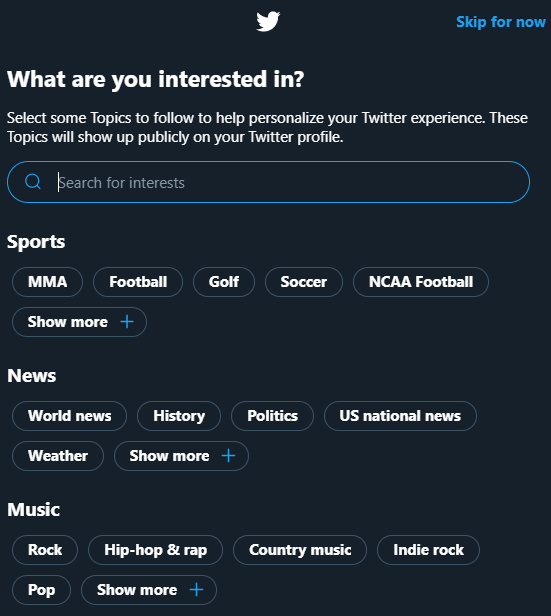 Skip for now
What are you interested in?
Select some Topics to follow to help personalize your Twitter experience. These
Topics will show up publicly on your Twitter profile.
Search for interests
Sports
MMA Football Golf Soccer NCAA Football
Show more +
News
World news History Politics US national news
Weather Show more +
Music
Rock Hip-hop & rap Country music Indie rock
Pop Show more +